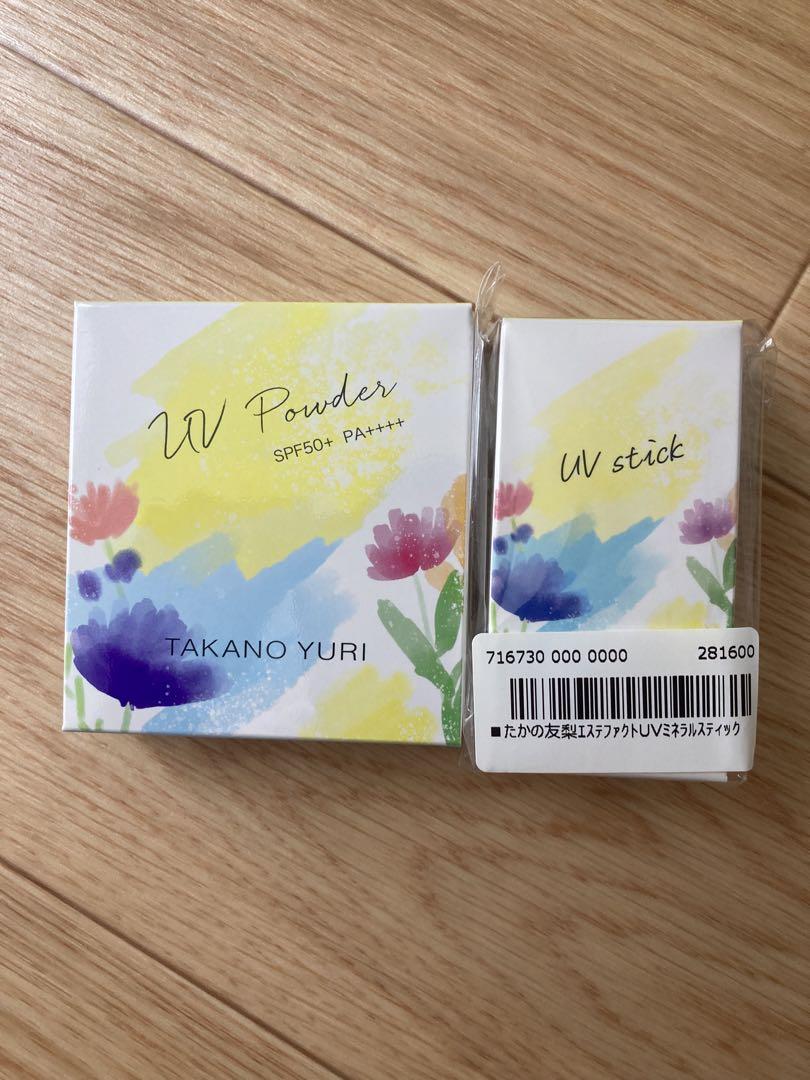 UV Powder
SPF50+ PA++++
TAKANO YURI
UV stick
716730 000 0000 281600
■たかの友梨エステファクトUVミネラルスティック